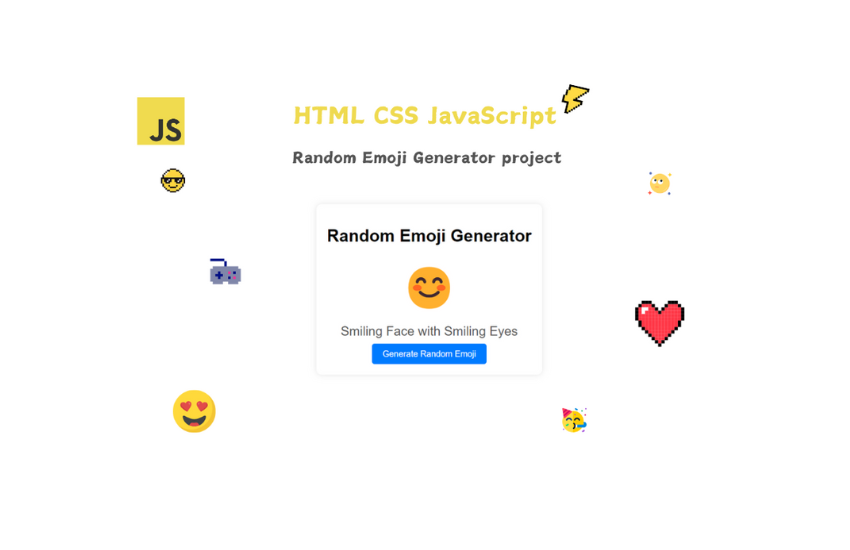 HTML CSS JavaScript
JS
Random Emoji Generator project
Random Emoji Generator
Smiling Face with Smiling Eyes
Generate Random Emoji